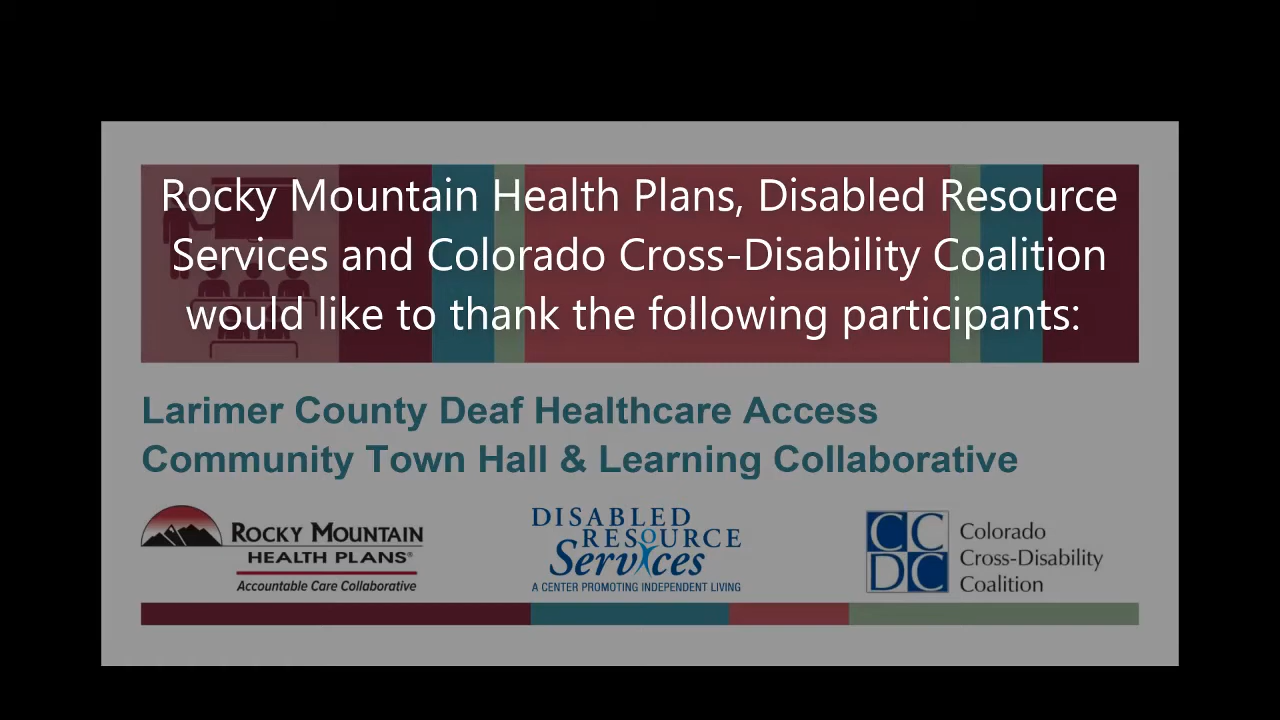 Rocky Mountain Health Plans, Disabled Resource
Services and Colorado Cross-Disability Coalition
would like to thank the following participants:
Larimer County Deaf Healthcare Access
Community Town Hall & Learning Collaborative
ROCKY MOUNTAIN
HEALTH PLANS®
Accountable Care Collaborative
DISABLED
RESOURCE
Services
A CENTER PROMOTING INDEPENDENT LIVING
CC
DC
Colorado
Cross-Disability
Coalition